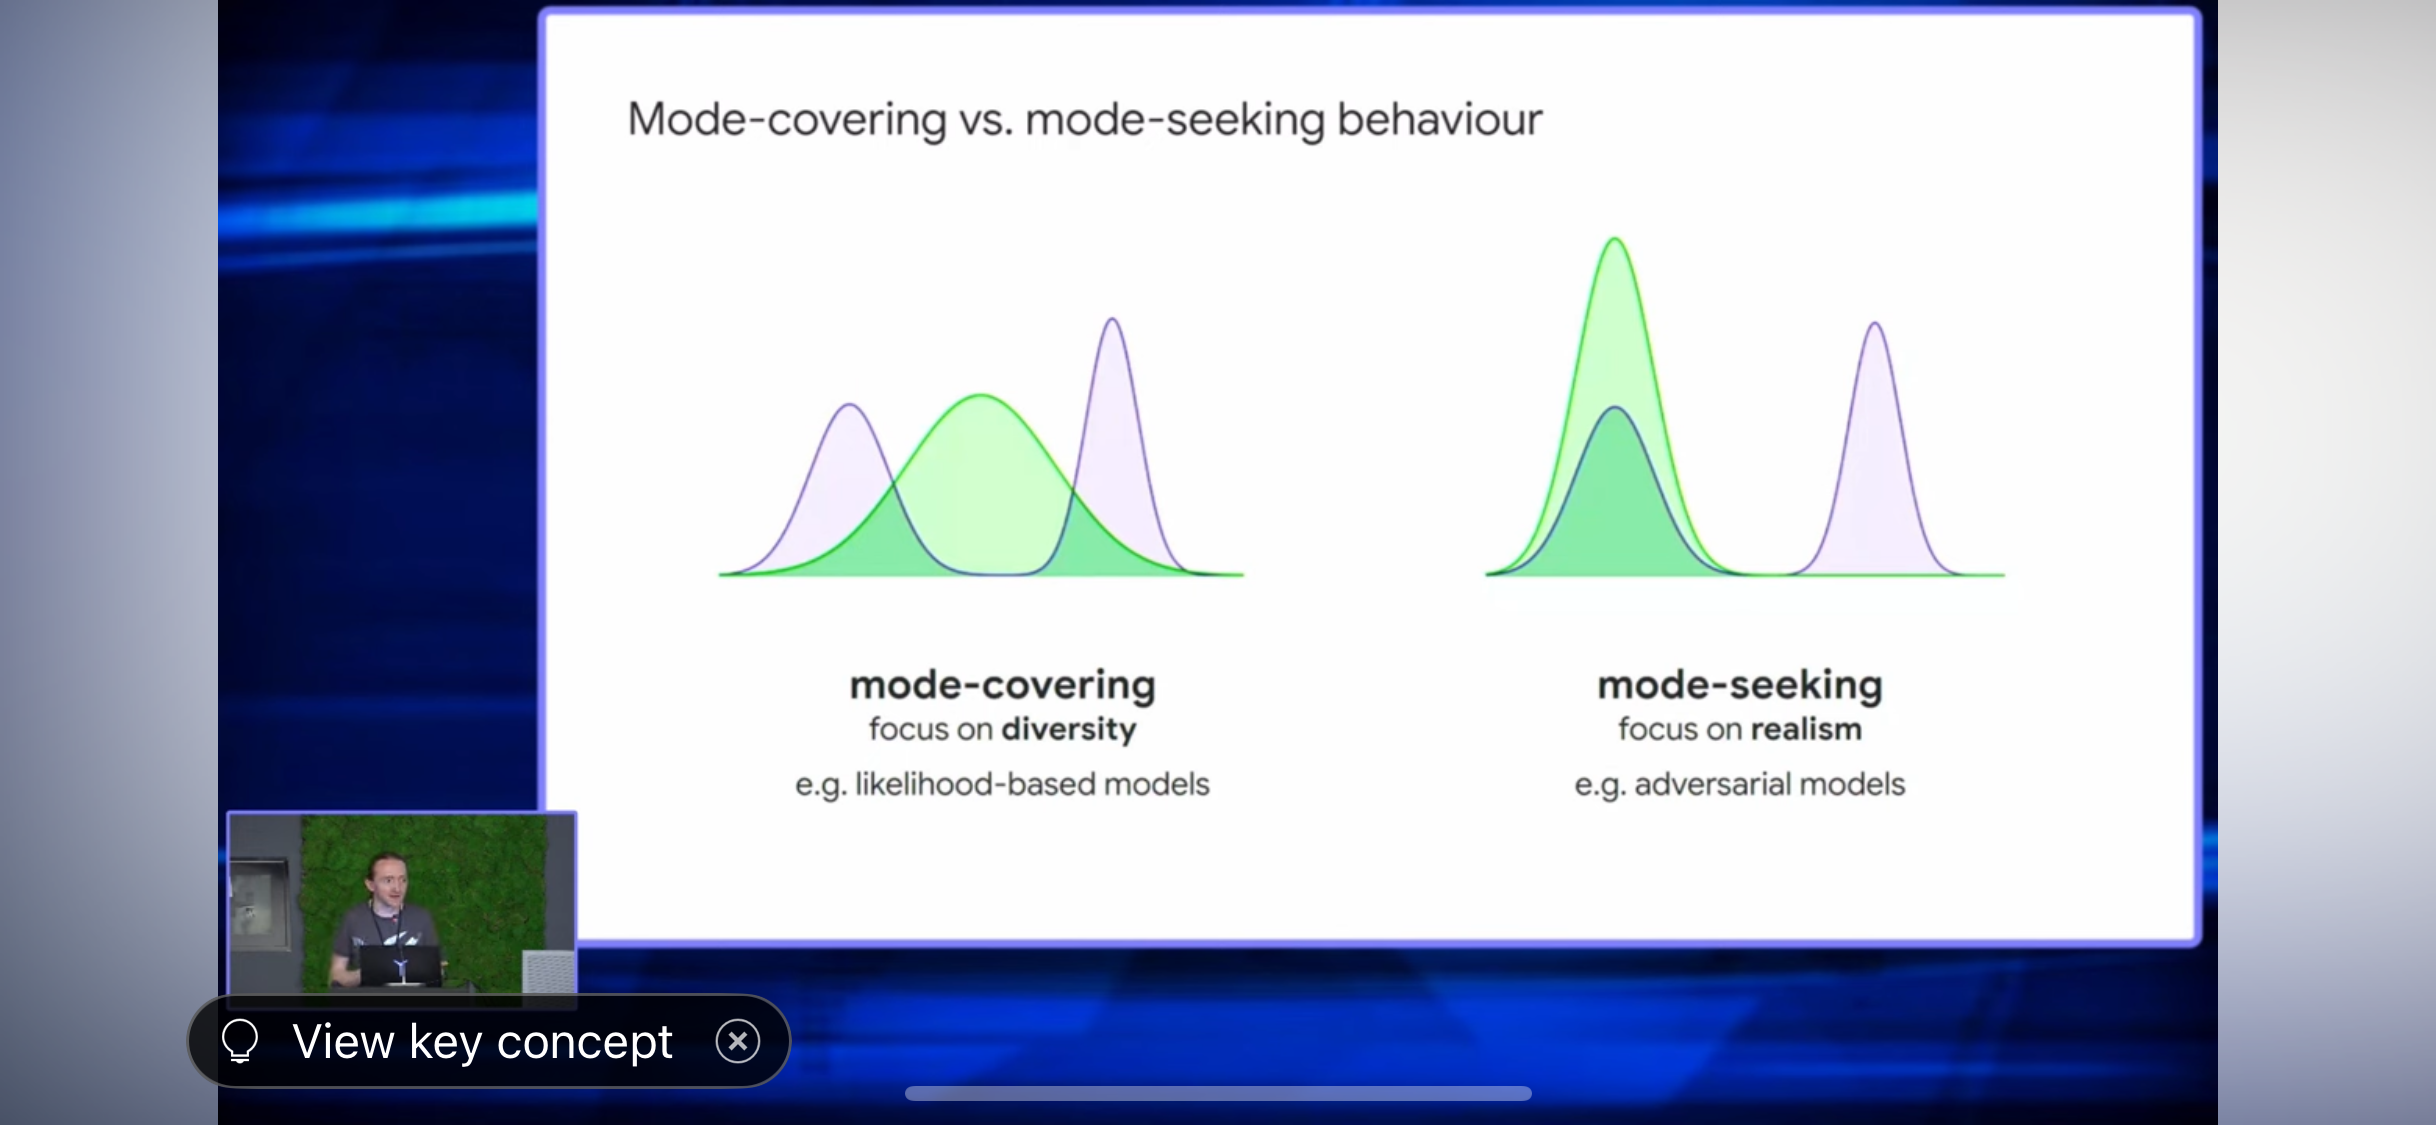 Mode-covering vs. mode-seeking behaviour
mode-covering
focus on diversity
e.g. likelihood-based models
mode-seeking
focus on realism
e.g. adversarial models
View key concept